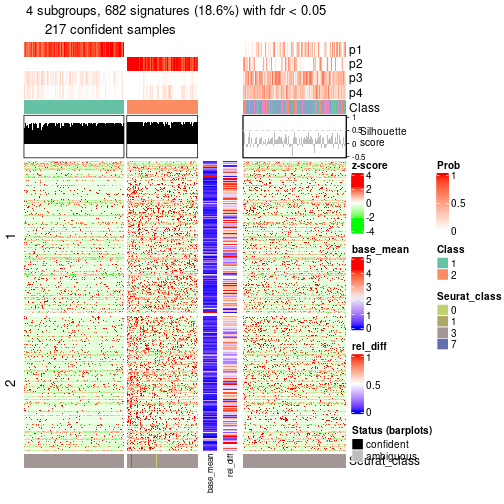 4 subgroups, 682 signatures (18.6%) with fdr < 0.05
217 confident samples
p1
p2
p3
p4
Class
1
0.5
0
-0.5
Silhouette
score
1
2
base_mean
rel_diff
Seurat_class
z-score
4
2
0
-2
-4
base_mean
5
4
3
2
1
0
rel_diff
1
0.5
0
Status (barplots)
confident
ambiguous
Prob
1
0.5
0
Class
1
2
Seurat_class
0
1
3
7